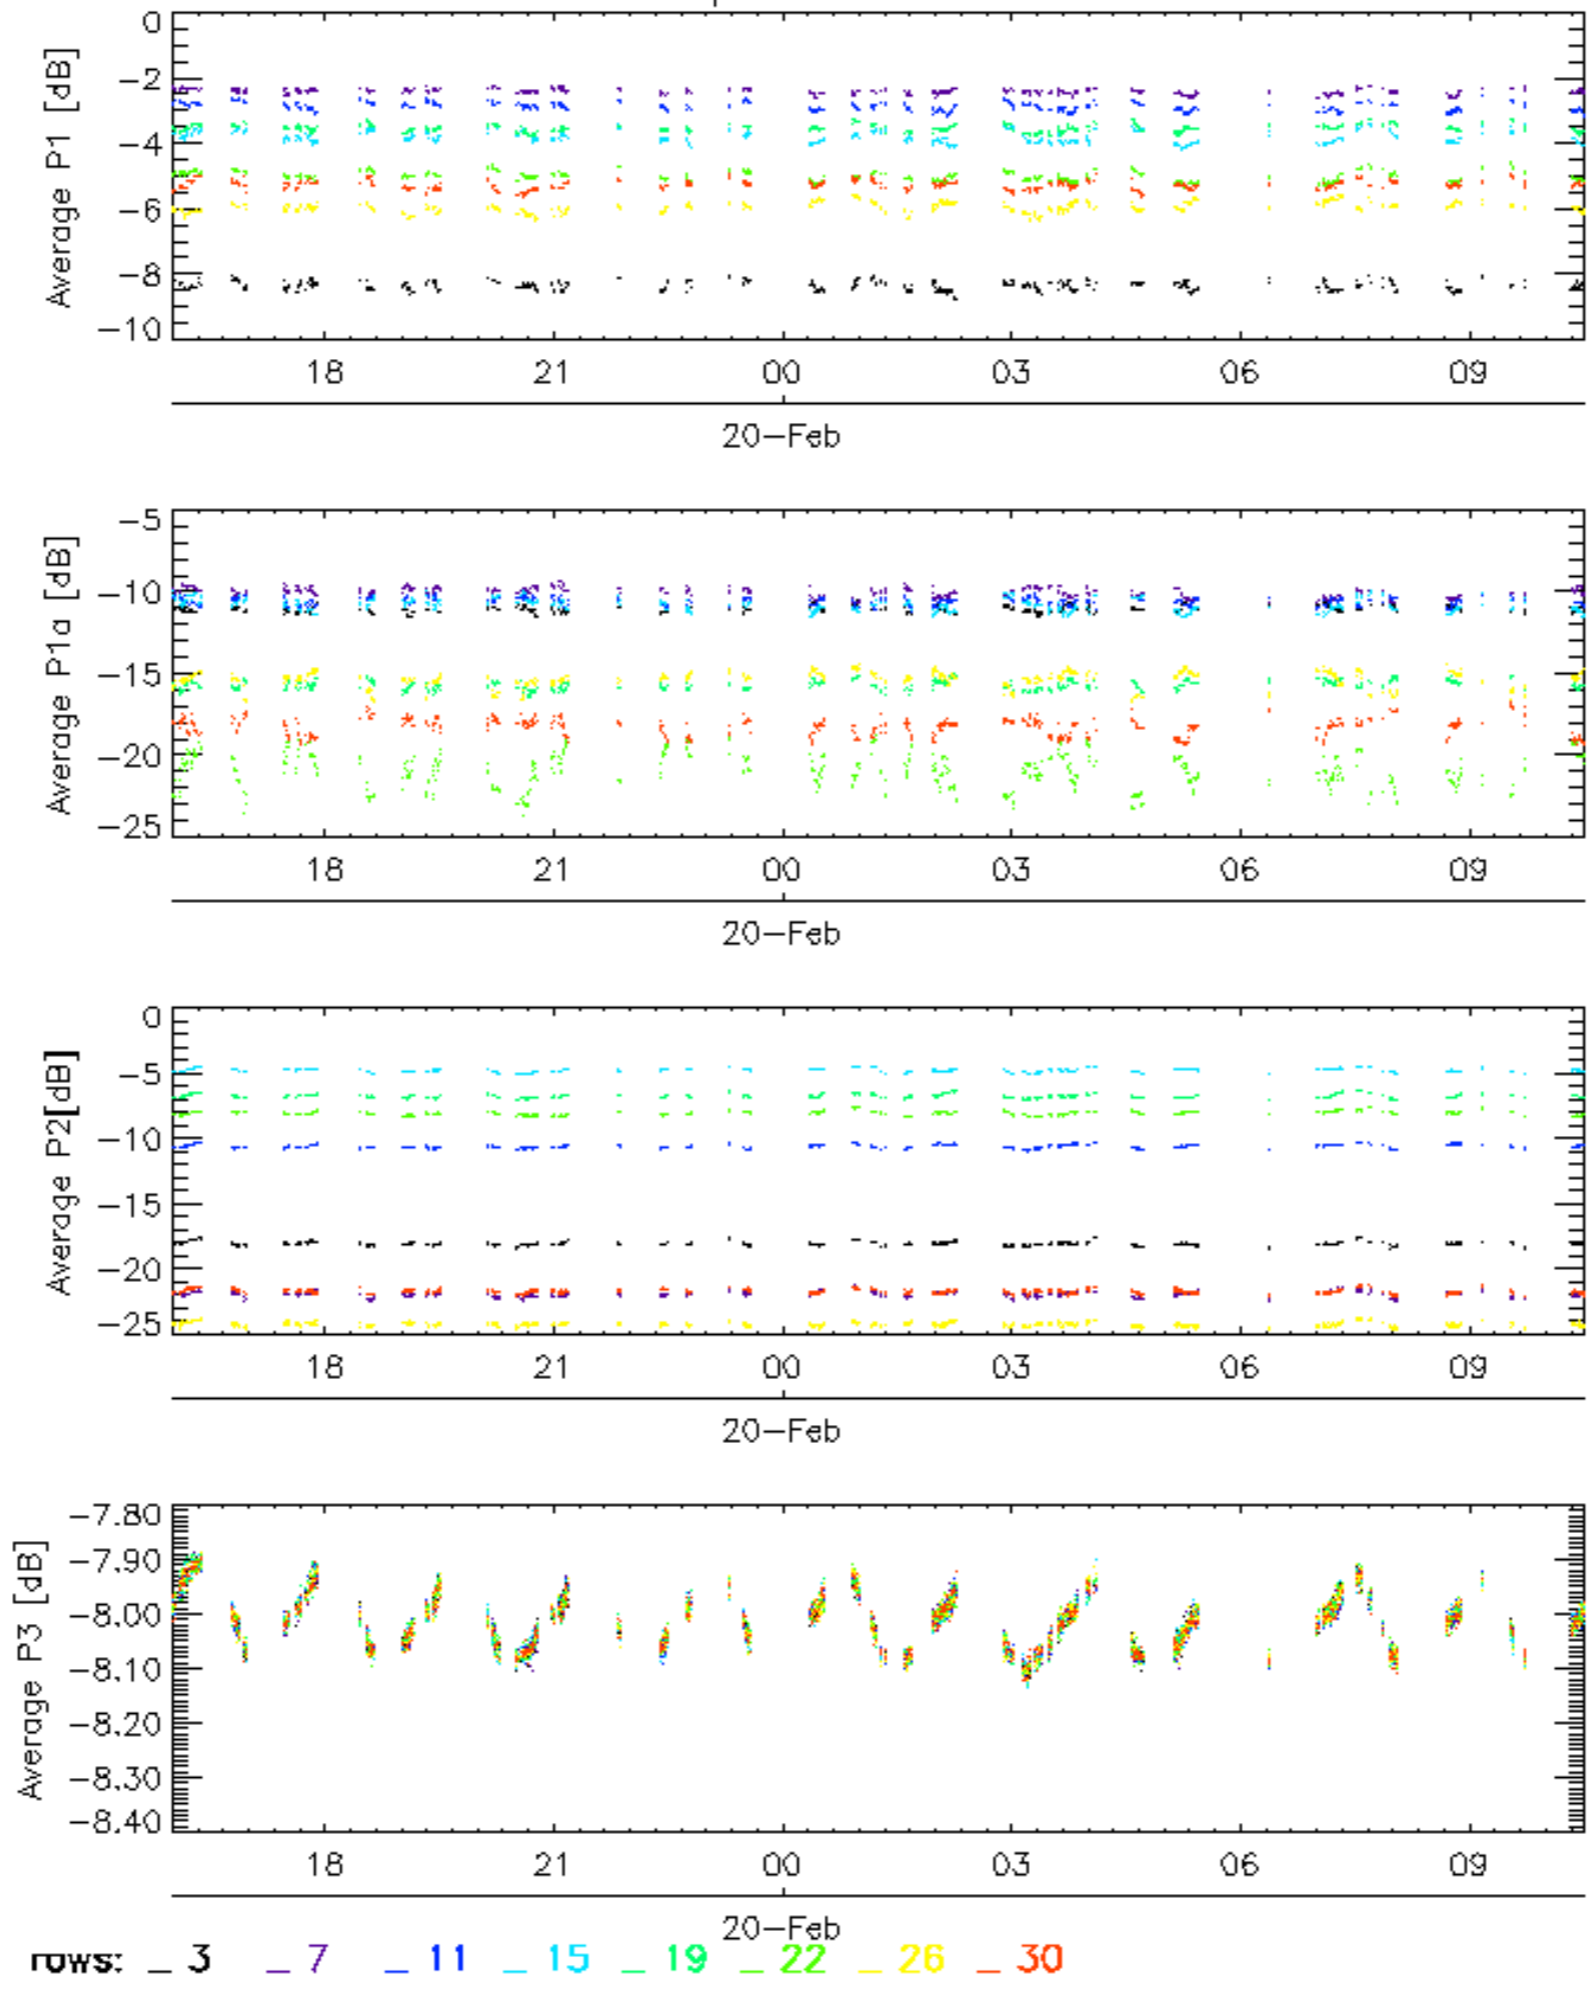 Average P1 [dB]
0
−2
−4
−6
−8
−10
18 21 00 03 06 09
20−Feb
Average P1a [dB]
−5
−10
−15
−20
−25
18 21 00 03 06 09
20−Feb
Average P2[dB]
0
−5
−10
−15
−20
−25
18 21 00 03 06 09
20−Feb
Average P3 [dB]
−7.80
−7.90
−8.00
−8.10
−8.20
−8.30
−8.40
18 21 00 03 06 09
20−Feb
rows: _ 3 _ 7 _ 11 _ 15 _ 19 _ 22 _ 26 _ 30